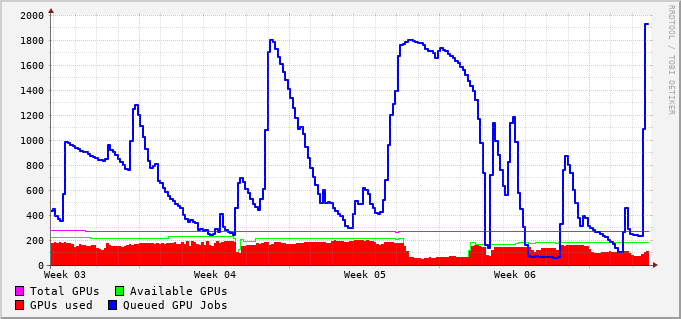 2000
1800
1600
1400
1200
1000
800
600
400
200
0
Week 03 Week 04 Week 05 Week 06
Total GPUs Available GPUs
GPUs used Queued GPU Jobs
RRDTOOL / TOBI OETIKER